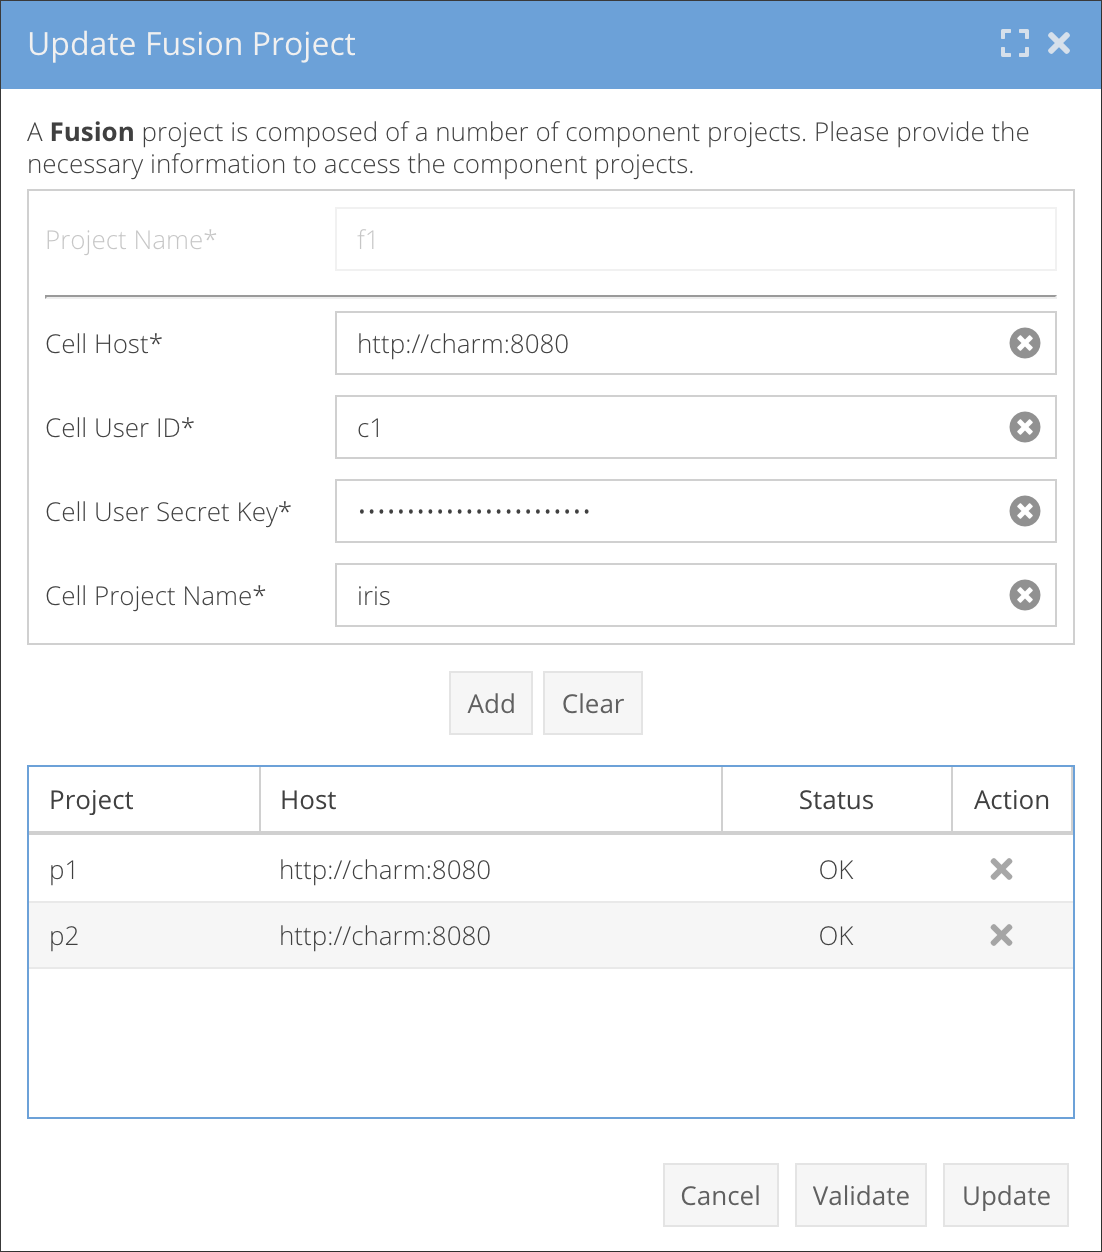 Update Fusion Project
A Fusion project is composed of a number of component projects. Please provide the
necessary information to access the component projects.
Project Name* f1
Cell Host* http://charm:8080
Cell User ID* c1
Cell User Secret Key* ························
Cell Project Name* iris
Add Clear
Project Host Status Action
p1 http://charm:8080 OK
p2 http://charm:8080 OK
Cancel Validate Update